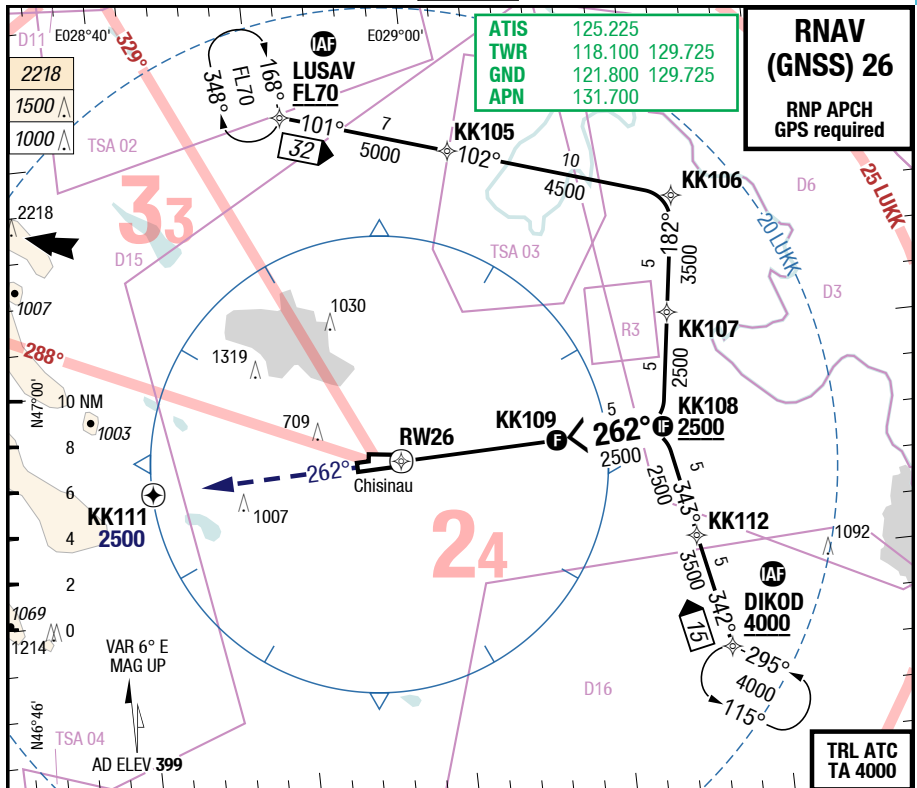 D11
E028°40'
329°
IAF
LUSAV
FL70
E029°00'
ATIS 125.225
TWR 118.100 129.725
GND 121.800 129.725
APN 131.700
RNAV
(GNSS) 26
RNP APCH
GPS required
2218
1500
1000
168°
FL70
348°
101°
7
5000
32
KK105
102°
10
4500
KK106
TSA 02
D6
25 LUKK
20 LUKK
33
2218
D15
TSA 03
182°
5
3500
D3
1007
1030
R3
KK107
288°
1319
5
2500
N47°00'
10 NM
1003
709
RW26
KK109
F
5
262°
2500
IF
KK108
2500
8
Chisinau
262°
6
KK111
2500
1007
5
2500
343°
KK112
4
24
1092
5
3500
342°
2
IAF
DIKOD
4000
1069
0
1214
15
VAR 6° E
MAG UP
295°
4000
115°
D16
N46°46'
TSA 04
AD ELEV 399
TRL ATC
TA 4000